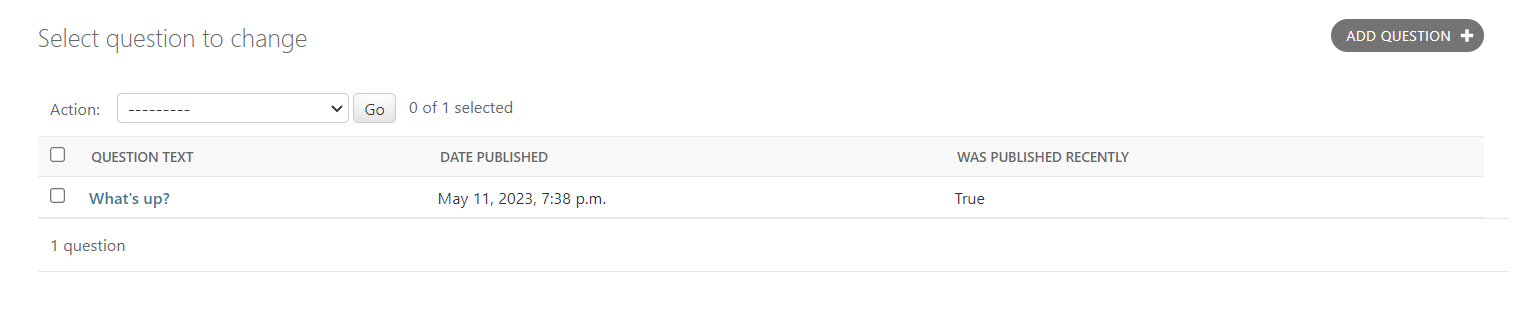 Select question to change
ADD QUESTION +
Action: --------- Go 0 of 1 selected
QUESTION TEXT DATE PUBLISHED WAS PUBLISHED RECENTLY
What's up? May 11, 2023, 7:38 p.m. True
1 question